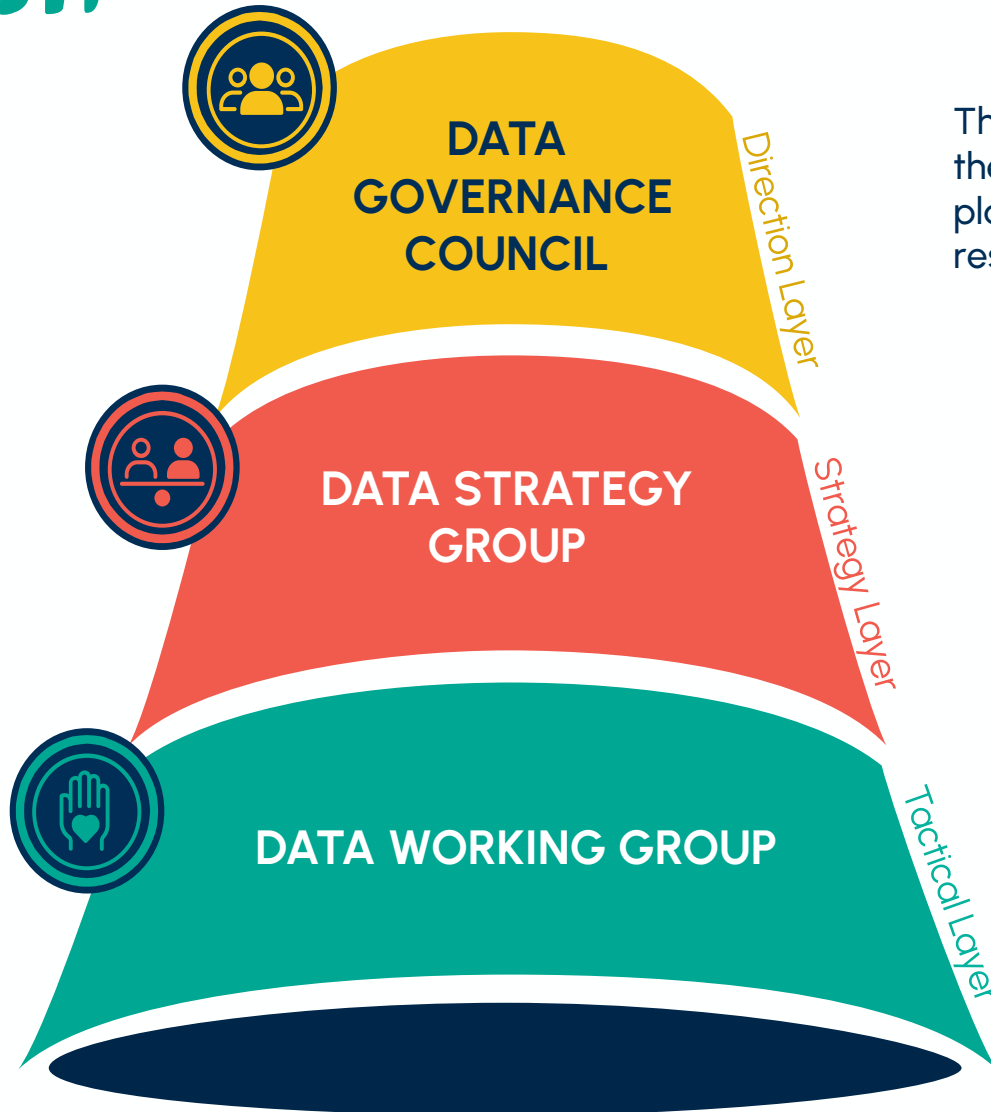 DATA
GOVERNANCE
COUNCIL
Direction Layer
DATA STRATEGY
GROUP
Strategy Layer
DATA WORKING GROUP
Tactical Layer